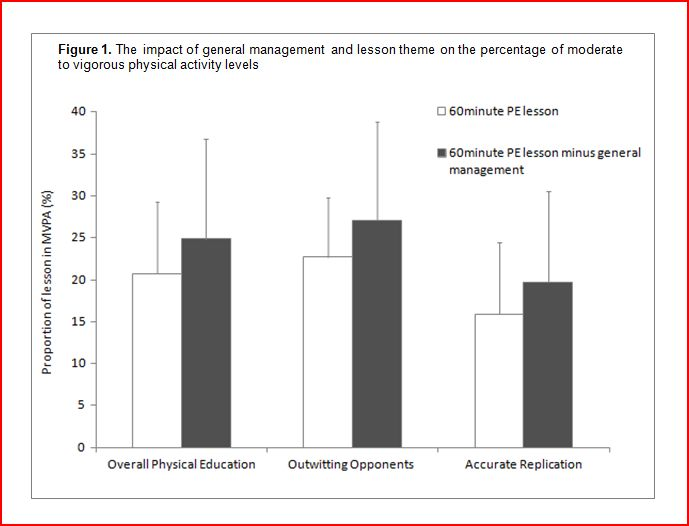 Figure 1. The impact of general management and lesson theme on the percentage of moderate
to vigorous physical activity levels
40
35
30
25
20
15
10
5
0
Proportion of lesson in MVPA (%)
60minute PE lesson
60minute PE lesson minus general
management
Overall Physical Education
Outwitting Opponents
Accurate Replication